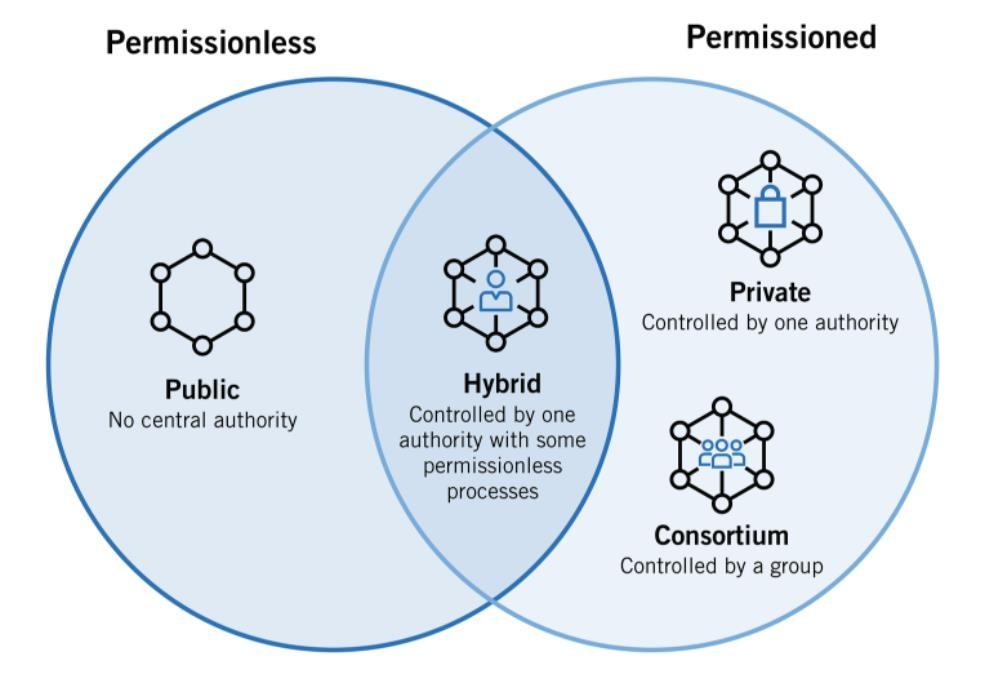 Permissionless
Permissioned
Public
No central authority
Hybrid
Controlled by one
authority with some
permissionless
processes
Private
Controlled by one authority
Consortium
Controlled by a group